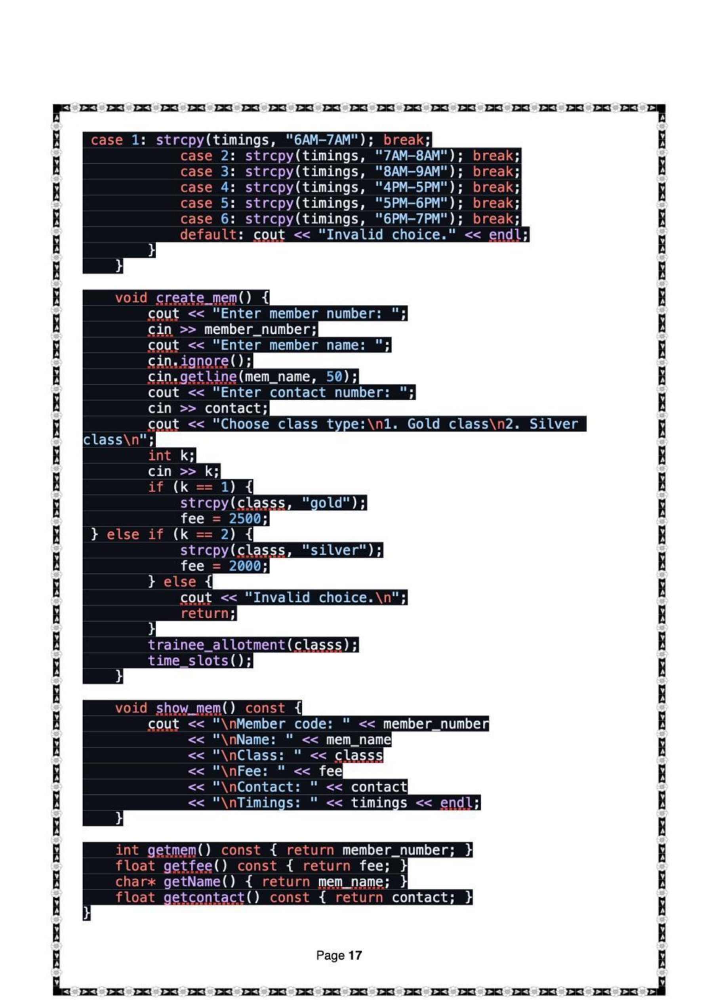 case 1: strcpy(timings, "6AM–7AM"); break;
case 2: strcpy(timings, "7AM–8AM"); break;
case 3: strcpy(timings, "8AM–9AM"); break;
case 4: strcpy(timings, "4PM–5PM"); break;
case 5: strcpy(timings, "5PM–6PM"); break;
case 6: strcpy(timings, "6PM–7PM"); break;
default: cout << "Invalid choice." << endl;
}
}
void create_mem() {
cout << "Enter member number: ";
cin >> member_number;
cout << "Enter member name: ";
cin.ignore();
cin.getline(mem_name, 50);
cout << "Enter contact number: ";
cin >> contact;
cout << "Choose class type:\n1. Gold class\n2. Silver
class\n";
int k;
cin >> k;
if (k == 1) {
strcpy(classs, "gold");
fee = 2500;
} else if (k == 2) {
strcpy(classs, "silver");
fee = 2000;
} else {
cout << "Invalid choice.\n";
return;
}
trainee_allotment(classs);
time_slots();
}
void show_mem() const {
cout << "\nMember code: " << member_number
<< "\nName: " << mem_name
<< "\nClass: " << classs
<< "\nFee: " << fee
<< "\nContact: " << contact
<< "\nTimings: " << timings << endl;
}
int getmem() const { return member_number; }
float getfee() const { return fee; }
char* getName() { return mem_name; }
float getcontact() const { return contact; }
}
Page 17